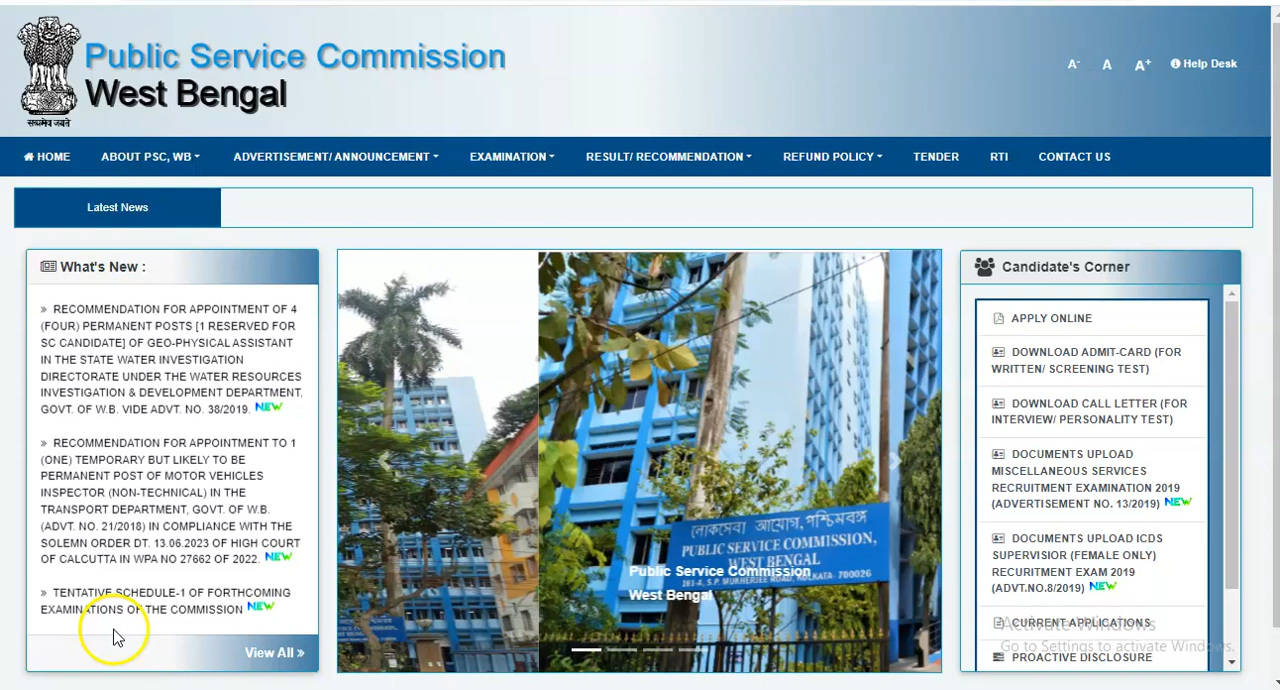 Public Service Commission
West Bengal
सत्यमेव जयते
A-
A
A+
Help Desk
HOME
ABOUT PSC, WB
ADVERTISEMENT/ ANNOUNCEMENT
EXAMINATION
RESULT/ RECOMMENDATION
REFUND POLICY
TENDER
RTI
CONTACT US
Latest News
What's New :
» RECOMMENDATION FOR APPOINTMENT OF 4
(FOUR) PERMANENT POSTS [1 RESERVED FOR
SC CANDIDATE] OF GEO-PHYSICAL ASSISTANT
IN THE STATE WATER INVESTIGATION
DIRECTORATE UNDER THE WATER RESOURCES
INVESTIGATION & DEVELOPMENT DEPARTMENT,
GOVT. OF W.B. VIDE ADVT. NO. 38/2019. NEW
» RECOMMENDATION FOR APPOINTMENT TO 1
(ONE) TEMPORARY BUT LIKELY TO BE
PERMANENT POST OF MOTOR VEHICLES
INSPECTOR (NON-TECHNICAL) IN THE
TRANSPORT DEPARTMENT, GOVT. OF W.B.
(ADVT. NO. 21/2018) IN COMPLIANCE WITH THE
SOLEMN ORDER DT. 13.06.2023 OF HIGH COURT
OF CALCUTTA IN WPA NO 27662 OF 2022. NEW
» TENTATIVE SCHEDULE-1 OF FORTHCOMING
EXAMINATIONS OF THE COMMISSION NEW
View All »
লোকসেবা আয়োগ, পশ্চিমবঙ্গ
PUBLIC SERVICE COMMISSION,
WEST BENGAL
161-A, S.P. MUKHERJEE ROAD, KOLKATA- 700026
Public Service Commission
West Bengal
Candidate's Corner
APPLY ONLINE
DOWNLOAD ADMIT-CARD (FOR
WRITTEN/ SCREENING TEST)
DOWNLOAD CALL LETTER (FOR
INTERVIEW/ PERSONALITY TEST)
DOCUMENTS UPLOAD
MISCELLANEOUS SERVICES
RECRUITMENT EXAMINATION 2019
(ADVERTISEMENT NO. 13/2019) NEW
DOCUMENTS UPLOAD ICDS
SUPERVISIOR (FEMALE ONLY)
RECURITMENT EXAM 2019
(ADVT.NO.8/2019) NEW
CURRENT APPLICATIONS
PROACTIVE DISCLOSURE
Activate Windows
Go to Settings to activate Windows.